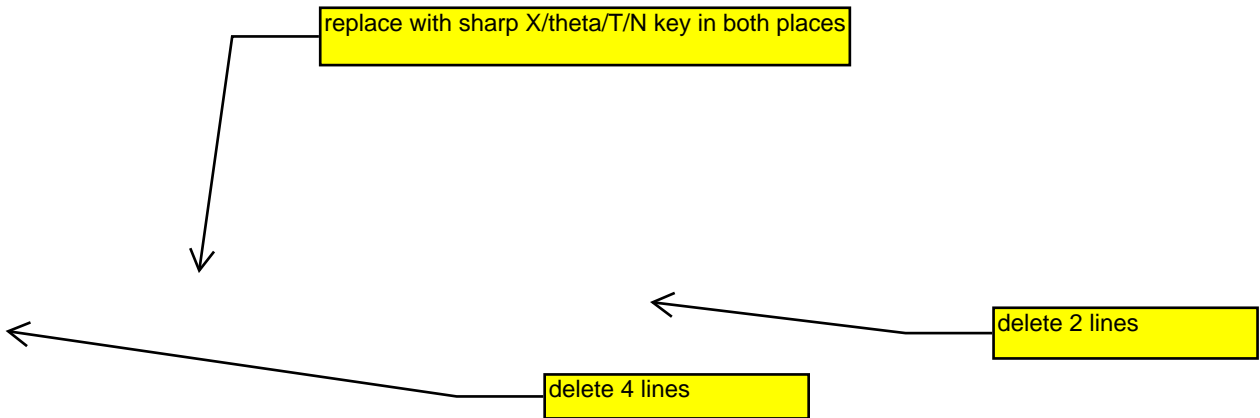 replace with sharp X/theta/T/N key in both places
delete 2 lines
delete 4 lines